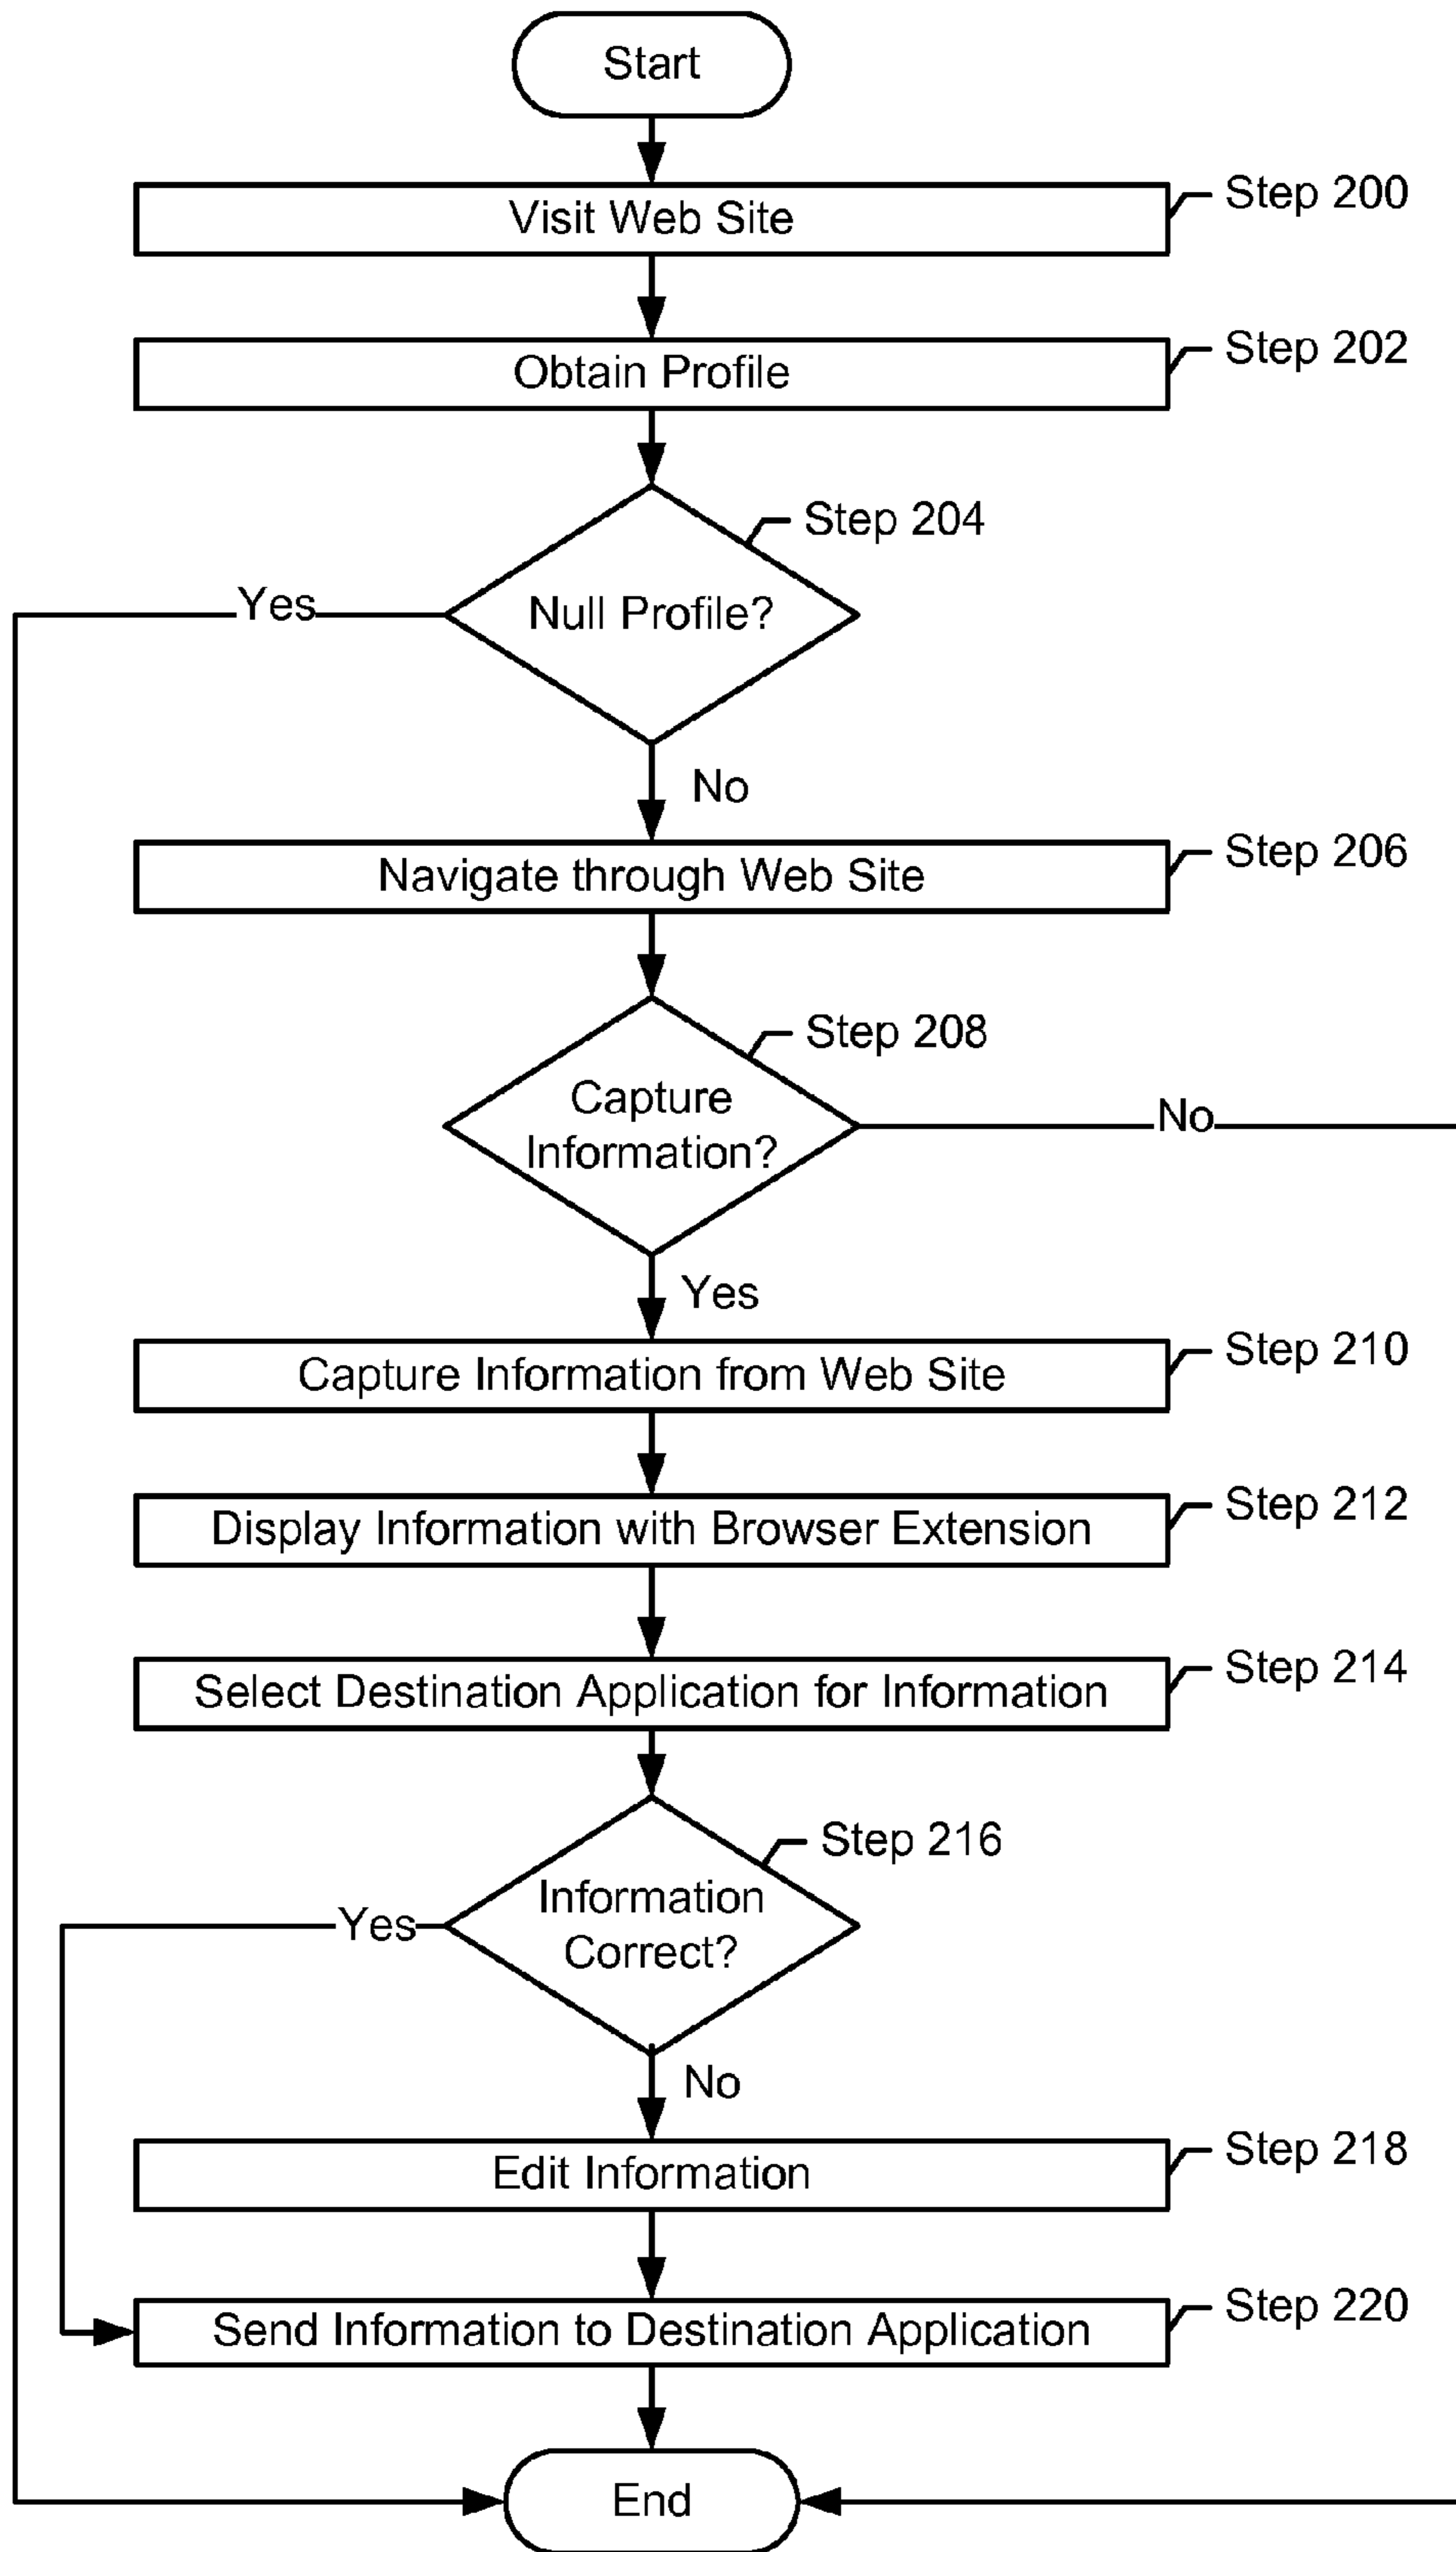 Start
Visit Web Site
Step 200
Obtain Profile
Step 202
Step 204
Null Profile?
Yes
No
Navigate through Web Site
Step 206
Step 208
Capture
Information?
No
Yes
Capture Information from Web Site
Step 210
Display Information with Browser Extension
Step 212
Select Destination Application for Information
Step 214
Step 216
Information
Correct?
Yes
No
Edit Information
Step 218
Send Information to Destination Application
Step 220
End